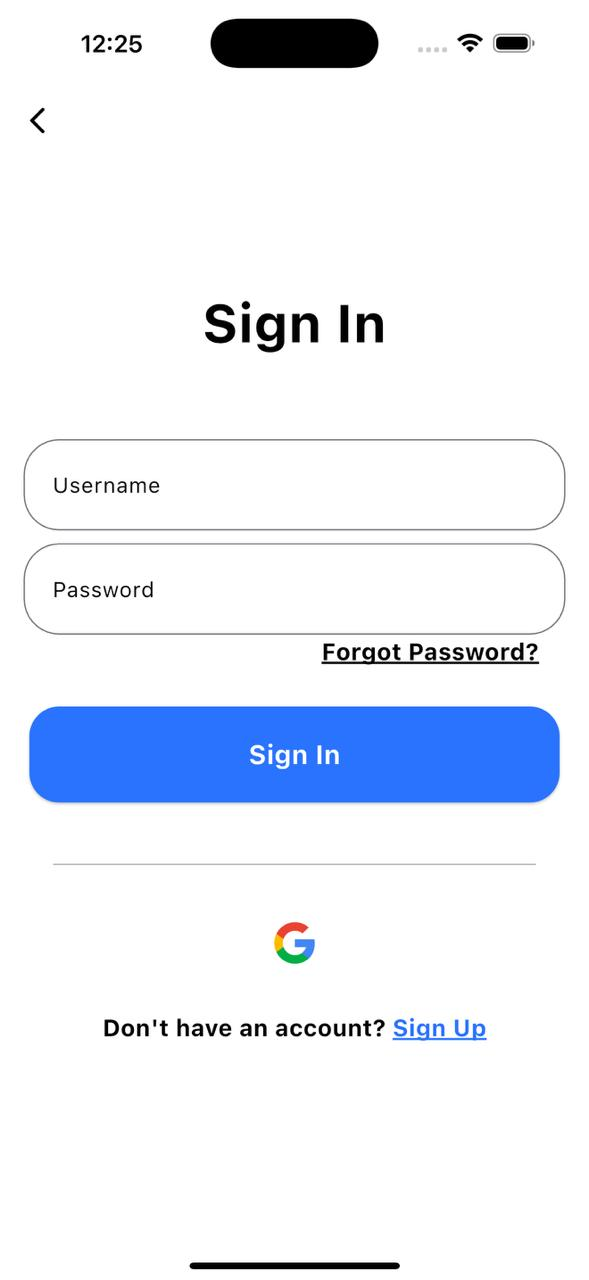 12:25
Sign In
Username
Password
Forgot Password?
Sign In
Don't have an account? Sign Up